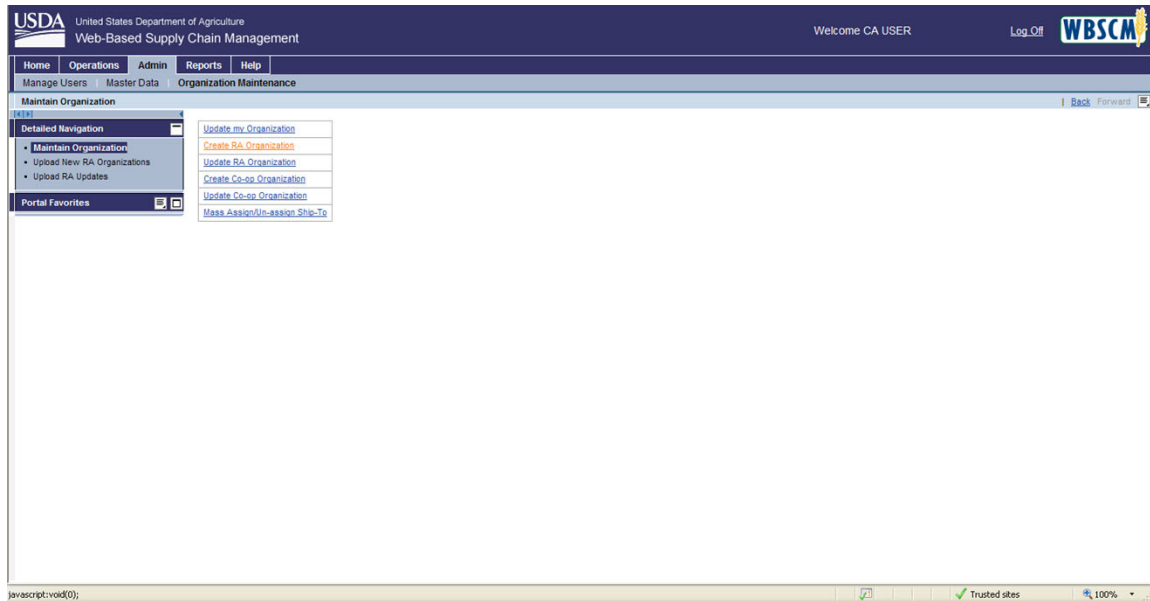 USDA
United States Department of Agriculture
Web-Based Supply Chain Management
Welcome CA USER
Log Off
WBSCM
Home Operations Admin Reports Help
Manage Users Master Data Organization Maintenance
Maintain Organization
Back Forward
Detailed Navigation
Maintain Organization
Upload New RA Organizations
Upload RA Updates
Portal Favorites
Update my Organization
Create RA Organization
Update RA Organization
Create Co-op Organization
Update Co-op Organization
Mass Assign/Un-assign Ship-To
javascript:void(0);
Trusted sites
100%